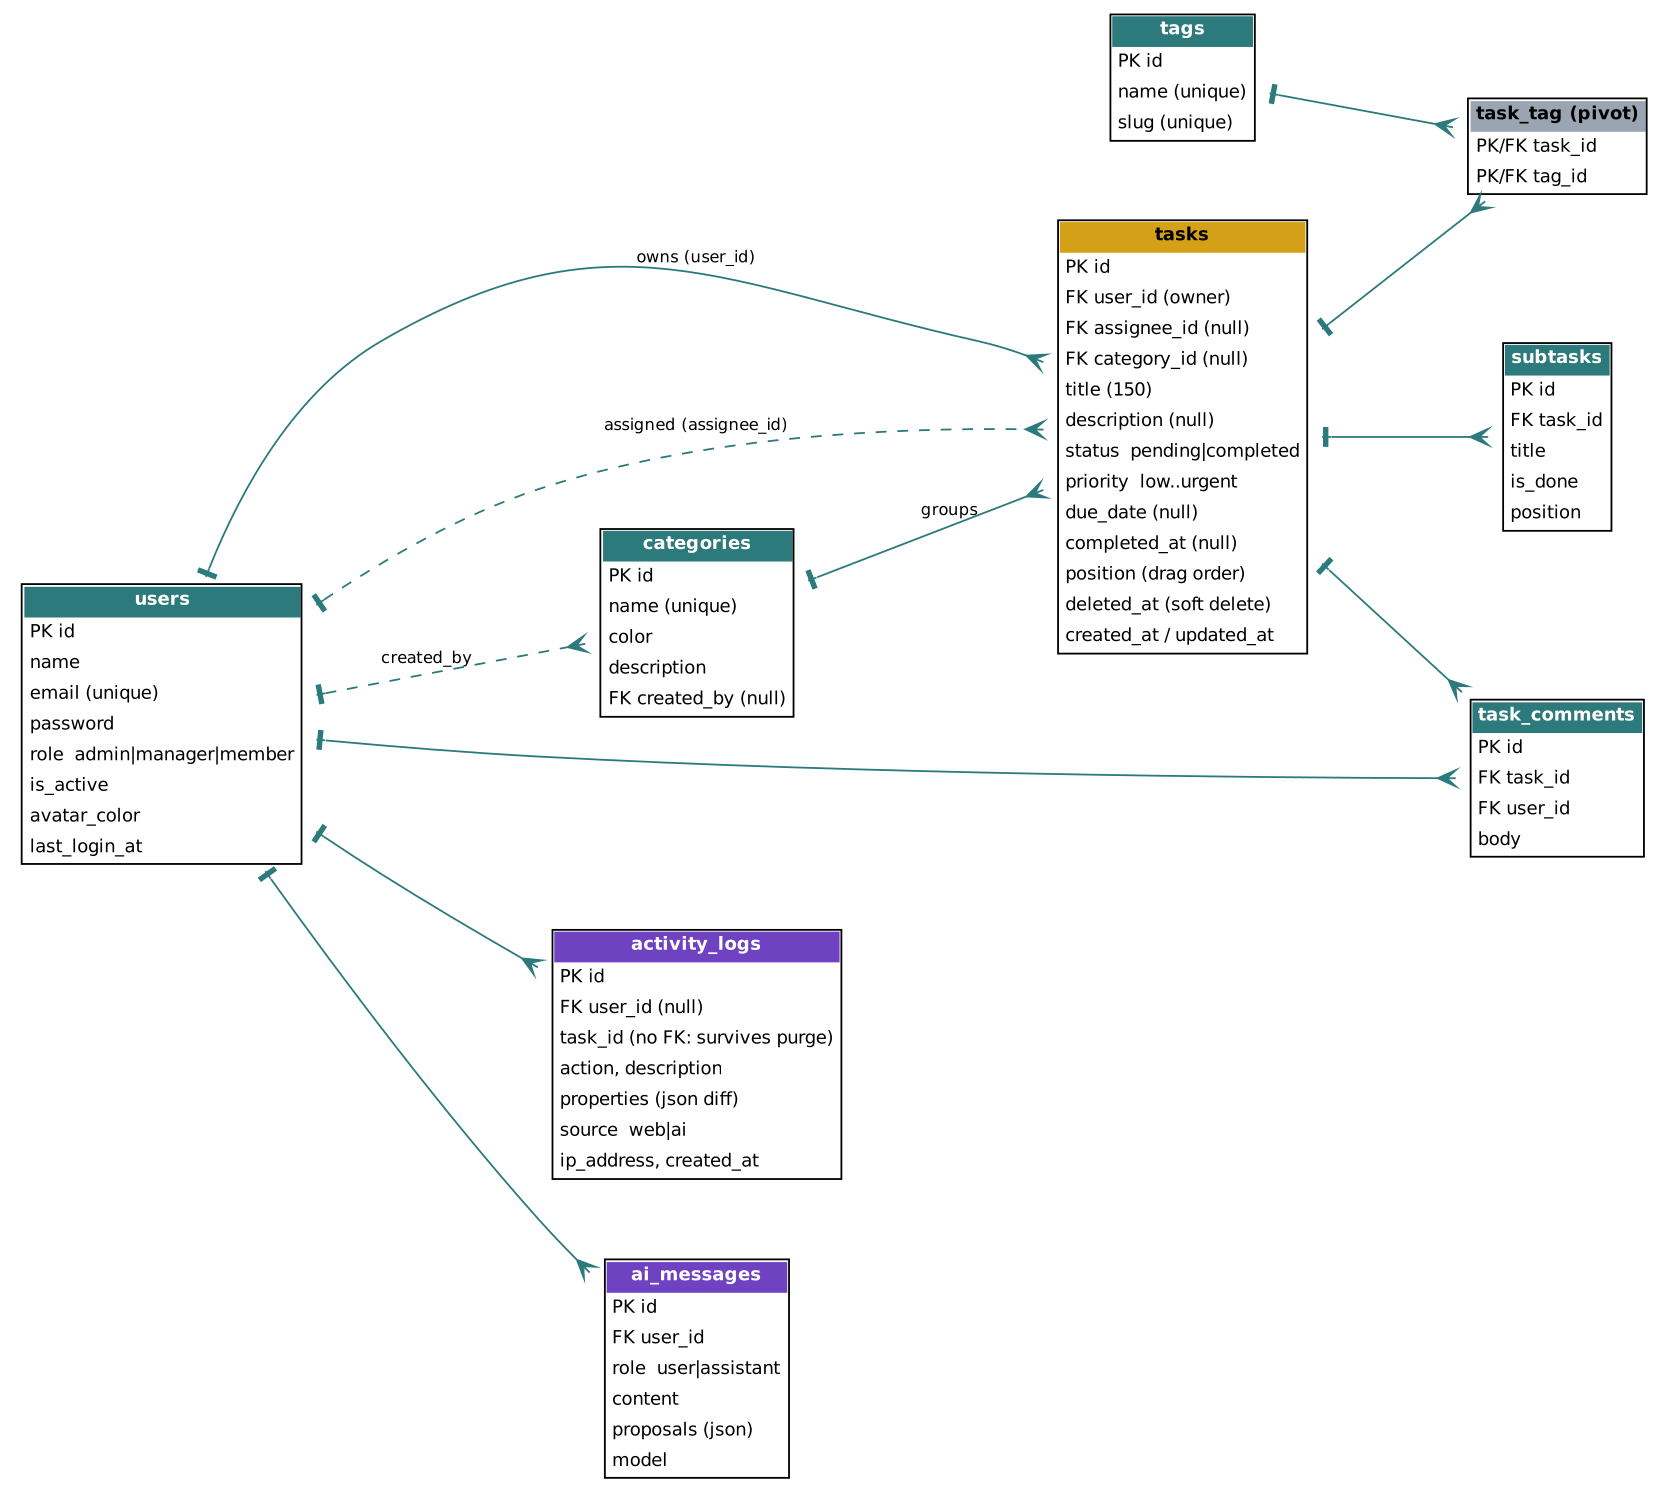 tags
PK id
name (unique)
slug (unique)
task_tag (pivot)
PK/FK task_id
PK/FK tag_id
tasks
PK id
FK user_id (owner)
FK assignee_id (null)
FK category_id (null)
title (150)
description (null)
status  pending|completed
priority  low..urgent
due_date (null)
completed_at (null)
position (drag order)
deleted_at (soft delete)
created_at / updated_at
owns (user_id)
assigned (assignee_id)
groups
created_by
subtasks
PK id
FK task_id
title
is_done
position
categories
PK id
name (unique)
color
description
FK created_by (null)
users
PK id
name
email (unique)
password
role  admin|manager|member
is_active
avatar_color
last_login_at
task_comments
PK id
FK task_id
FK user_id
body
activity_logs
PK id
FK user_id (null)
task_id (no FK: survives purge)
action, description
properties (json diff)
source  web|ai
ip_address, created_at
ai_messages
PK id
FK user_id
role  user|assistant
content
proposals (json)
model